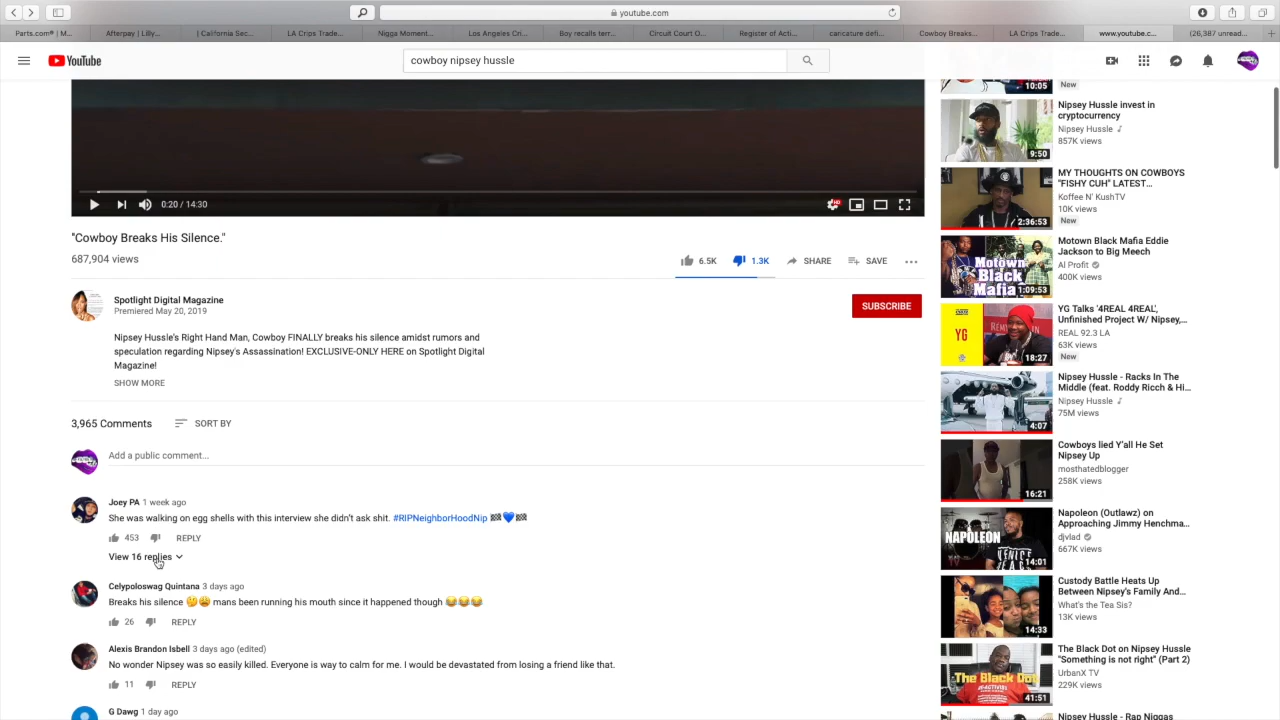 youtube.com
Parts.com® | M...
Afterpay / Lilly...
| California Sec...
LA Crips Trade...
Nigga Moment...
Los Angeles Cri...
Boy recalls terr...
Circuit Court O...
Register of Acti...
caricature defi...
Cowboy Breaks...
LA Crips Trade...
www.youtube.c...
(26,387 unread...
YouTube
cowboy nipsey hussle
10:05
New
Nipsey Hussle invest in
cryptocurrency
Nipsey Hussle
857K views
9:50
MY THOUGHTS ON COWBOYS
"FISHY CUH" LATEST...
Koffee N' KushTV
10K views
New
2:36:53
Motown Black Mafia Eddie
Jackson to Big Meech
Al Profit
400K views
Motown
Black
Mafia
1:09:53
YG Talks '4REAL 4REAL',
Unfinished Project W/ Nipsey,...
REAL 92.3 LA
63K views
New
YG
18:27
Nipsey Hussle - Racks In The
Middle (feat. Roddy Ricch & Hi...
Nipsey Hussle
75M views
4:07
Cowboys lied Y'all He Set
Nipsey Up
mosthatedblogger
258K views
16:21
Napoleon (Outlawz) on
Approaching Jimmy Henchma...
djvlad
667K views
NAPOLEON
14:01
Custody Battle Heats Up
Between Nipsey's Family And...
What's the Tea Sis?
13K views
14:33
The Black Dot on Nipsey Hussle
"Something is not right" (Part 2)
UrbanX TV
229K views
The Black Dot
41:51
Nipsey Hussle - Rap Niggas
0:20 / 14:30
HD
"Cowboy Breaks His Silence."
687,904 views
6.5K
1.3K
SHARE
SAVE
Spotlight Digital Magazine
Premiered May 20, 2019
SUBSCRIBE
Nipsey Hussle's Right Hand Man, Cowboy FINALLY breaks his silence amidst rumors and
speculation regarding Nipsey's Assassination! EXCLUSIVE-ONLY HERE on Spotlight Digital
Magazine!
SHOW MORE
3,965 Comments
SORT BY
Add a public comment...
Joey PA 1 week ago
She was walking on egg shells with this interview she didn't ask shit. #RIPNeighborHoodNip 🏁💙🏁
453
REPLY
View 16 replies
Celypoloswag Quintana 3 days ago
Breaks his silence 🤔😩 mans been running his mouth since it happened though 😂😂😂
26
REPLY
Alexis Brandon Isbell 3 days ago (edited)
No wonder Nipsey was so easily killed. Everyone is way to calm for me. I would be devastated from losing a friend like that.
11
REPLY
G Dawg 1 day ago